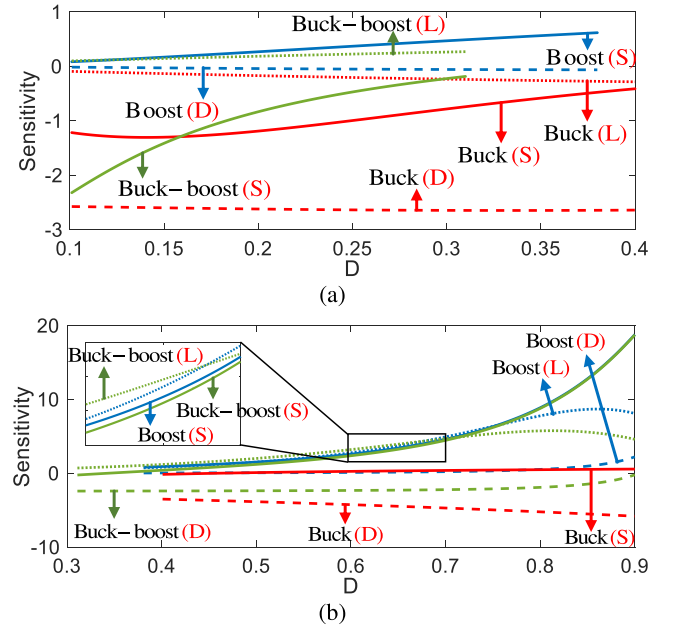 1
0
-1
-2
-3
Sensitivity
Buck-boost (L)
Boost (S)
Boost (D)
Buck (L)
Buck (S)
Buck-boost (S)
Buck (D)
0.1 0.15 0.2 0.25 0.3 0.35 0.4
D
(a)
20
10
0
-10
Sensitivity
Boost (D)
Boost (L)
Buck-boost (L)
Buck-boost (S)
Boost (S)
Buck-boost (D)
Buck (D)
Buck (S)
0.3 0.4 0.5 0.6 0.7 0.8 0.9
D
(b)